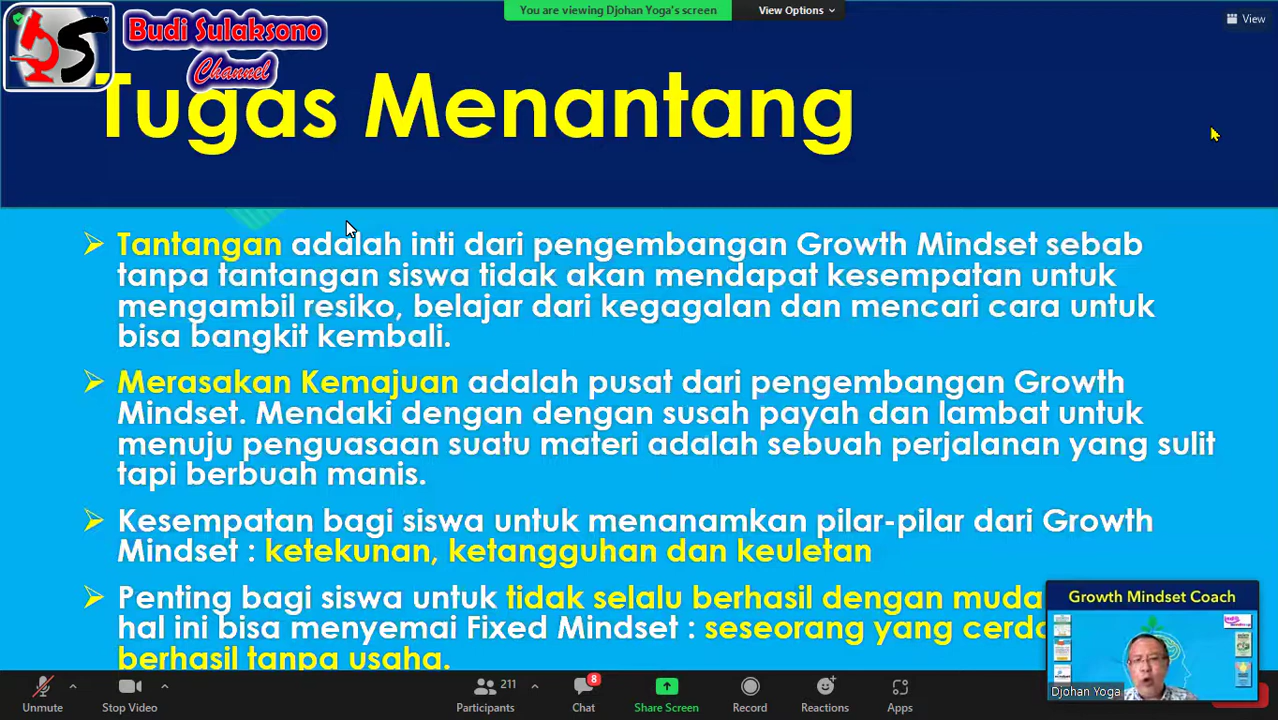 You are viewing Djohan Yoga's screen
View Options
View
Budi Sulaksono
Channel
S
Tugas Menantang
Tantangan adalah inti dari pengembangan Growth Mindset sebab
tanpa tantangan siswa tidak akan mendapat kesempatan untuk
mengambil resiko, belajar dari kegagalan dan mencari cara untuk
bisa bangkit kembali.
Merasakan Kemajuan adalah pusat dari pengembangan Growth
Mindset. Mendaki dengan dengan susah payah dan lambat untuk
menuju penguasaan suatu materi adalah sebuah perjalanan yang sulit
tapi berbuah manis.
Kesempatan bagi siswa untuk menanamkan pilar-pilar dari Growth
Mindset : ketekunan, ketangguhan dan keuletan
Penting bagi siswa untuk tidak selalu berhasil dengan
hal ini bisa menyemai Fixed Mindset : seseorang yang
berhasil tanpa usaha.
Growth Mindset Coach
Djohan Yoga
Unmute
Stop Video
211
Participants
8
Chat
Share Screen
Record
Reactions
Apps